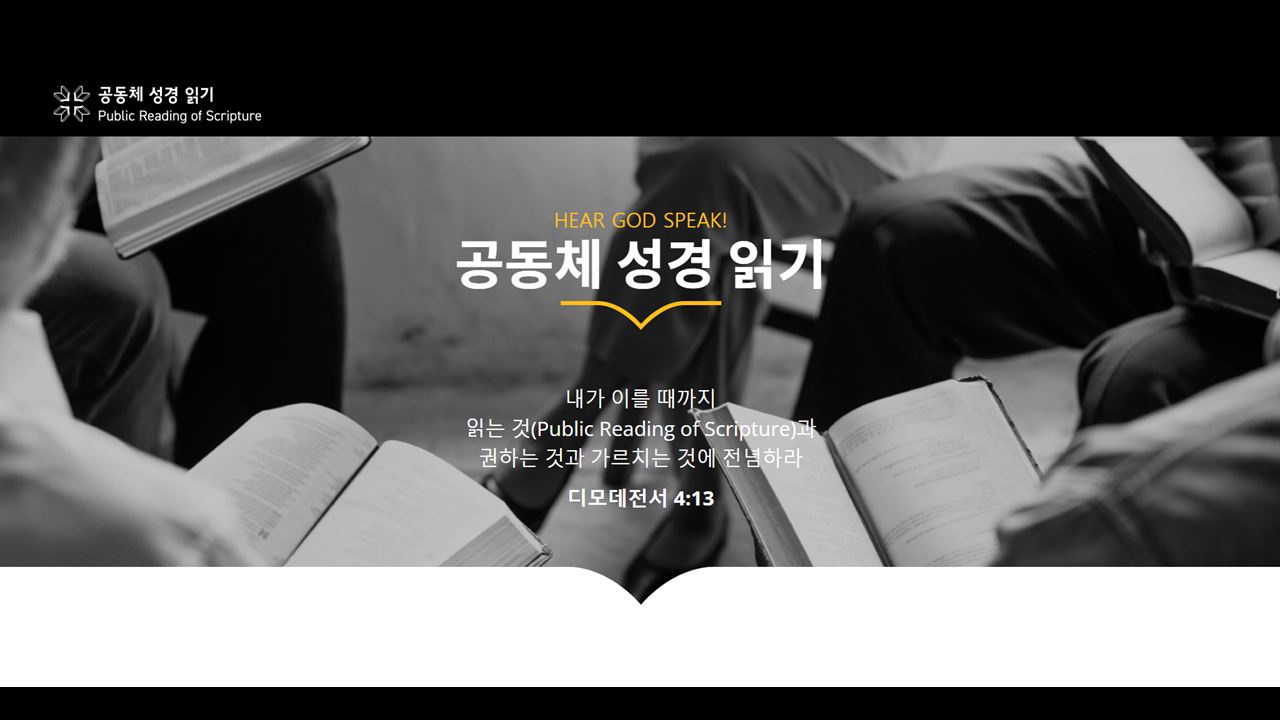 공동체 성경 읽기
Public Reading of Scripture
HEAR GOD SPEAK!
공동체 성경 읽기
내가 이를 때까지
읽는 것(Public Reading of Scripture)과
권하는 것과 가르치는 것에 전념하라
디모데전서 4:13